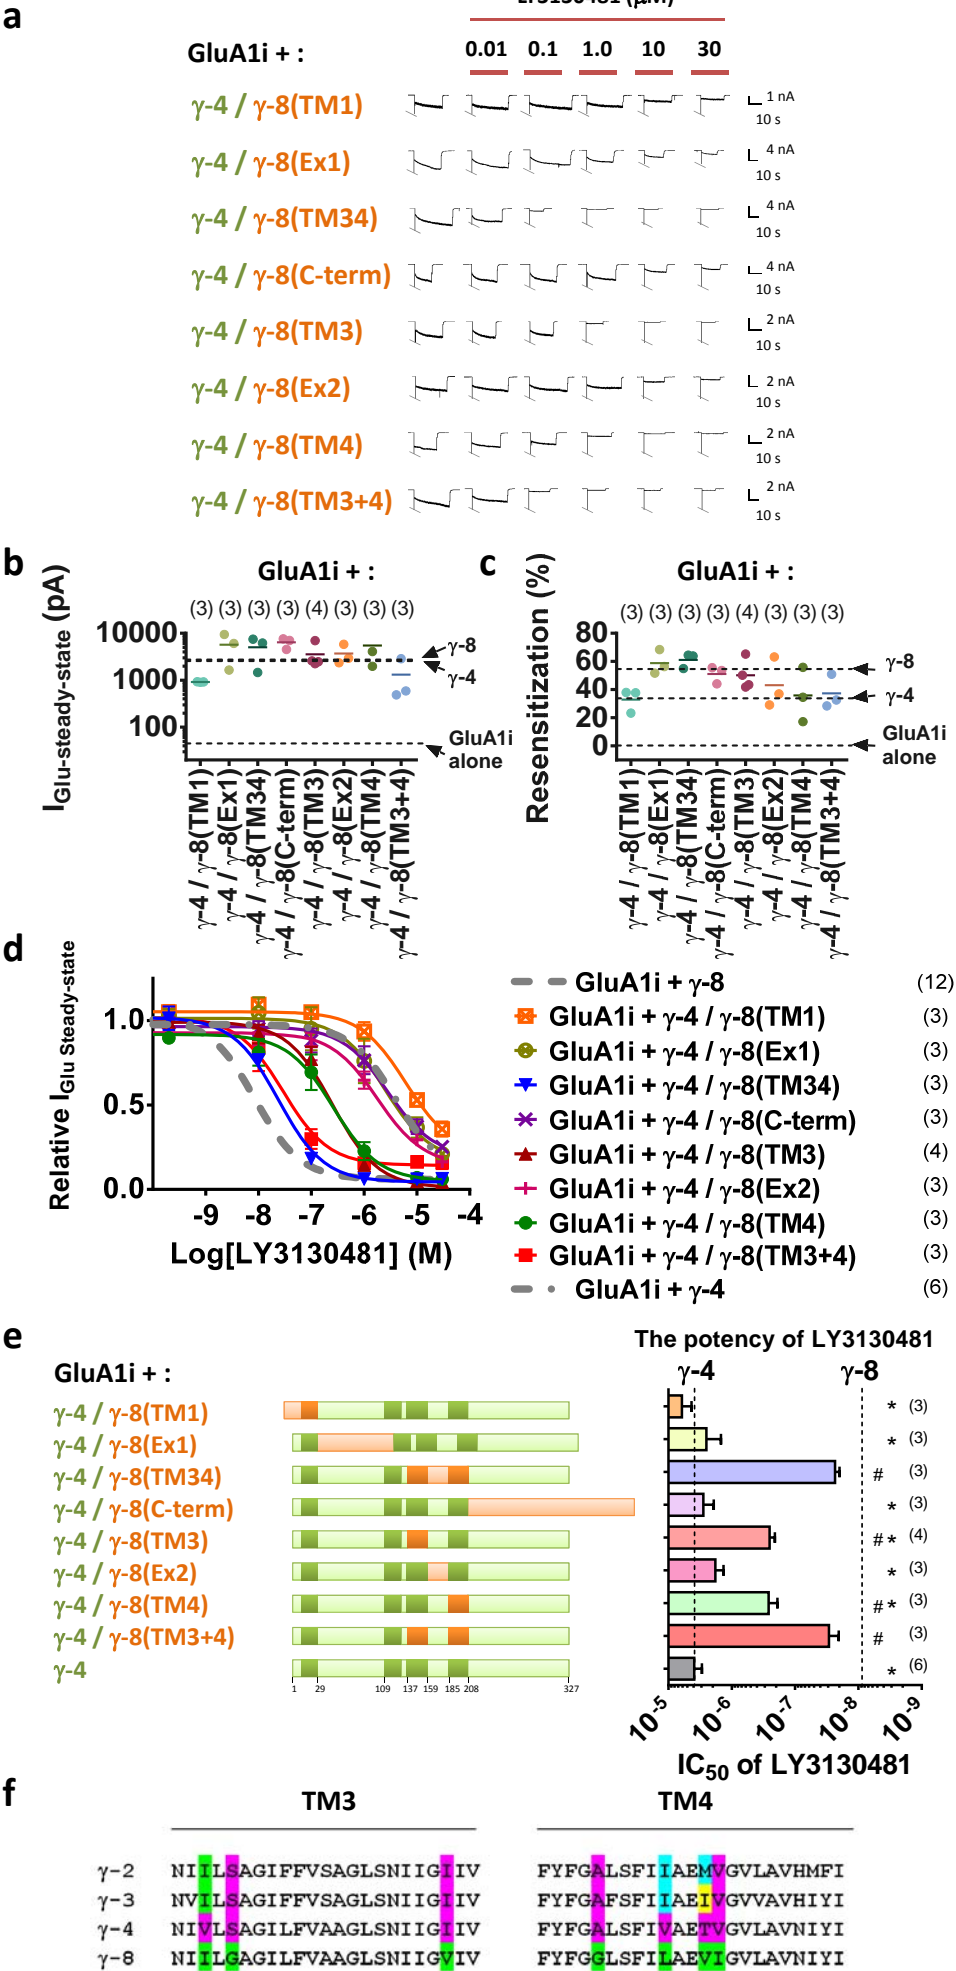 a
LY3130481 (μM)
GluA1i + :
0.01 0.1 1.0 10 30
γ-4 / γ-8(TM1)
1 nA
10 s
γ-4 / γ-8(Ex1)
4 nA
10 s
γ-4 / γ-8(TM34)
4 nA
10 s
γ-4 / γ-8(C-term)
4 nA
10 s
γ-4 / γ-8(TM3)
2 nA
10 s
γ-4 / γ-8(Ex2)
2 nA
10 s
γ-4 / γ-8(TM4)
2 nA
10 s
γ-4 / γ-8(TM3+4)
2 nA
10 s
b
GluA1i + :
(3) (3) (3) (3) (4) (3) (3) (3)
IGlu-steady-state (pA)
10000
1000
100
γ-8
γ-4
GluA1i alone
γ-4 / γ-8(TM1)
γ-4 / γ-8(Ex1)
γ-4 / γ-8(TM34)
γ-4 / γ-8(C-term)
γ-4 / γ-8(TM3)
γ-4 / γ-8(Ex2)
γ-4 / γ-8(TM4)
γ-4 / γ-8(TM3+4)
c
GluA1i + :
(3) (3) (3) (3) (4) (3) (3) (3)
Resensitization (%)
80
60
40
20
0
γ-8
γ-4
GluA1i alone
γ-4 / γ-8(TM1)
γ-4 / γ-8(Ex1)
γ-4 / γ-8(TM34)
γ-4 / γ-8(C-term)
γ-4 / γ-8(TM3)
γ-4 / γ-8(Ex2)
γ-4 / γ-8(TM4)
γ-4 / γ-8(TM3+4)
d
Relative IGlu Steady-state
1.0
0.5
0.0
-9 -8 -7 -6 -5 -4
Log[LY3130481] (M)
GluA1i + γ-8 (12)
GluA1i + γ-4 / γ-8(TM1) (3)
GluA1i + γ-4 / γ-8(Ex1) (3)
GluA1i + γ-4 / γ-8(TM34) (3)
GluA1i + γ-4 / γ-8(C-term) (3)
GluA1i + γ-4 / γ-8(TM3) (4)
GluA1i + γ-4 / γ-8(Ex2) (3)
GluA1i + γ-4 / γ-8(TM4) (3)
GluA1i + γ-4 / γ-8(TM3+4) (3)
GluA1i + γ-4 (6)
e
The potency of LY3130481
GluA1i + :
γ-4 γ-8
γ-4 / γ-8(TM1) * (3)
γ-4 / γ-8(Ex1) * (3)
γ-4 / γ-8(TM34) # (3)
γ-4 / γ-8(C-term) * (3)
γ-4 / γ-8(TM3) # * (4)
γ-4 / γ-8(Ex2) * (3)
γ-4 / γ-8(TM4) # * (3)
γ-4 / γ-8(TM3+4) # (3)
γ-4 * (6)
1 29 109 137 159 185 208 327
10-5 10-6 10-7 10-8 10-9
IC50 of LY3130481
f
TM3 TM4
γ-2 NIILSAGIFFVSAGLSNIIGIIV FYFGALSFIIAEMVGVLAVHMFI
γ-3 NVILSAGIFFVSAGLSNIIGIIV FYFGAFSFIIAEIVGVVAVHIYI
γ-4 NIVLSAGILFVAAGLSNIIGIIV FYFGALSFIVAETVGVLAVNIYI
γ-8 NIILGAGILFVAAGLSNIIGVIV FYFGGLSFILAEVIGVLAVNIYI